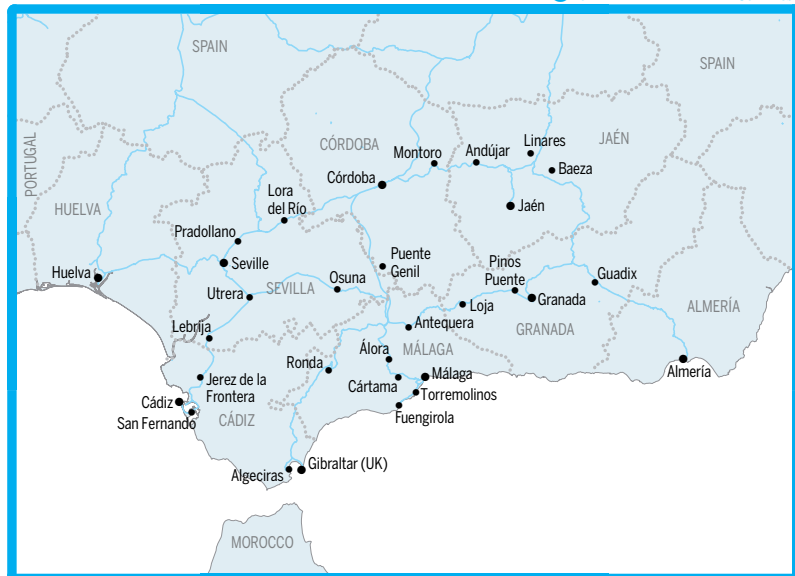 SPAIN
SPAIN
PORTUGAL
CÓRDOBA
JAÉN
Linares
Montoro
Andújar
Baeza
Córdoba
HUELVA
Lora
del Río
Jaén
Pradollano
Seville
Puente
Genil
Pinos
Puente
Huelva
Guadix
Utrera
SEVILLA
Osuna
Granada
ALMERÍA
Loja
Lebrija
Antequera
GRANADA
Álora
MÁLAGA
Ronda
Almería
Jerez de la
Frontera
Cártama
Málaga
Cádiz
Torremolinos
San Fernando
CÁDIZ
Fuengirola
Algeciras
Gibraltar (UK)
MOROCCO